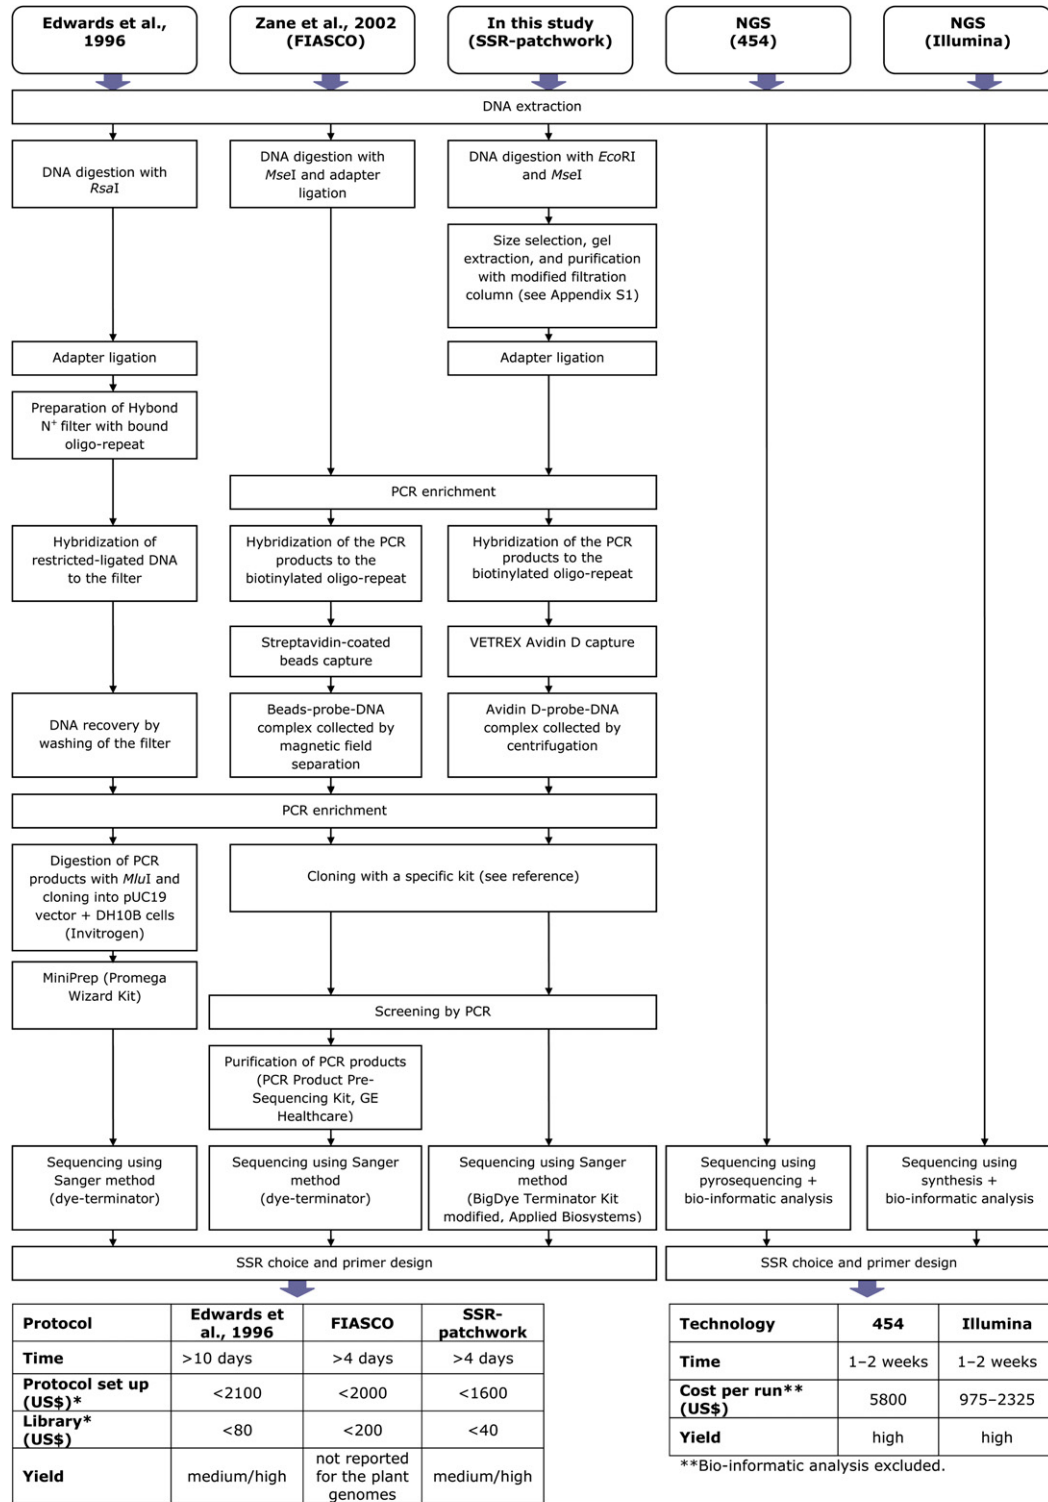 Edwards et al.,
1996
Zane et al., 2002
(FIASCO)
In this study
(SSR-patchwork)
NGS
(454)
NGS
(Illumina)
DNA extraction
DNA digestion with
RsaI
DNA digestion with
MseI and adapter
ligation
DNA digestion with EcoRI
and MseI
Size selection, gel
extraction, and purification
with modified filtration
column (see Appendix S1)
Adapter ligation
Adapter ligation
Preparation of Hybond
N+ filter with bound
oligo-repeat
PCR enrichment
Hybridization of
restricted-ligated DNA
to the filter
Hybridization of the PCR
products to the
biotinylated oligo-repeat
Hybridization of the PCR
products to the
biotinylated oligo-repeat
Streptavidin-coated
beads capture
VETREX Avidin D capture
DNA recovery by
washing of the filter
Beads-probe-DNA
complex collected by
magnetic field
separation
Avidin D-probe-DNA
complex collected by
centrifugation
PCR enrichment
Digestion of PCR
products with MluI and
cloning into pUC19
vector + DH10B cells
(Invitrogen)
Cloning with a specific kit (see reference)
MiniPrep (Promega
Wizard Kit)
Screening by PCR
Purification of PCR products
(PCR Product Pre-
Sequencing Kit, GE
Healthcare)
Sequencing using
Sanger method
(dye-terminator)
Sequencing using Sanger
method
(dye-terminator)
Sequencing using Sanger
method
(BigDye Terminator Kit
modified, Applied Biosystems)
Sequencing using
pyrosequencing +
bio-informatic analysis
Sequencing using
synthesis +
bio-informatic analysis
SSR choice and primer design
SSR choice and primer design
Protocol
Edwards et
al., 1996
FIASCO
SSR-
patchwork
Time
>10 days
>4 days
>4 days
Protocol set up
(US$)*
<2100
<2000
<1600
Library*
(US$)
<80
<200
<40
Yield
medium/high
not reported
for the plant
genomes
medium/high
Technology
454
Illumina
Time
1–2 weeks
1–2 weeks
Cost per run**
(US$)
5800
975–2325
Yield
high
high
**Bio-informatic analysis excluded.